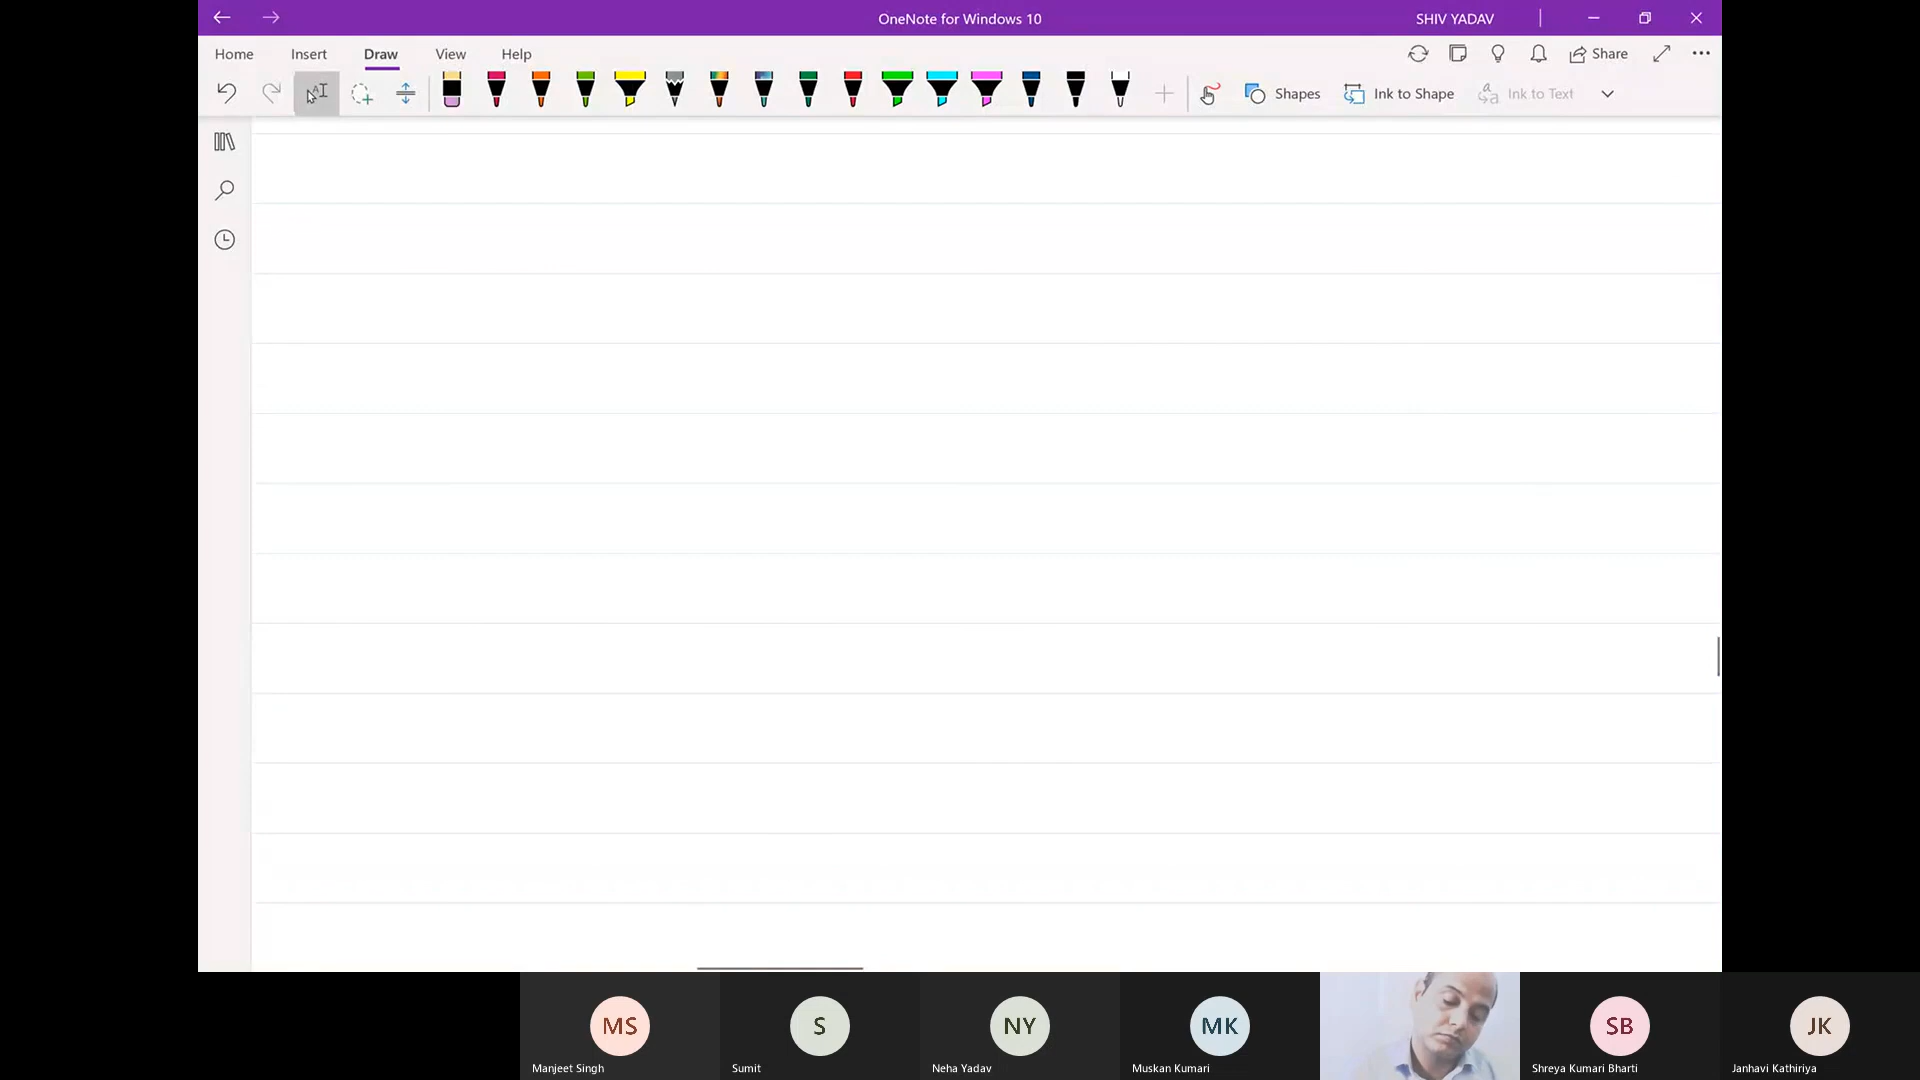 OneNote for Windows 10
SHIV YADAV
Home Insert Draw View Help
Share
Shapes Ink to Shape Ink to Text
MS S NY MK SB JK
Manjeet Singh Sumit Neha Yadav Muskan Kumari Shreya Kumari Bharti Janhavi Kathiriya